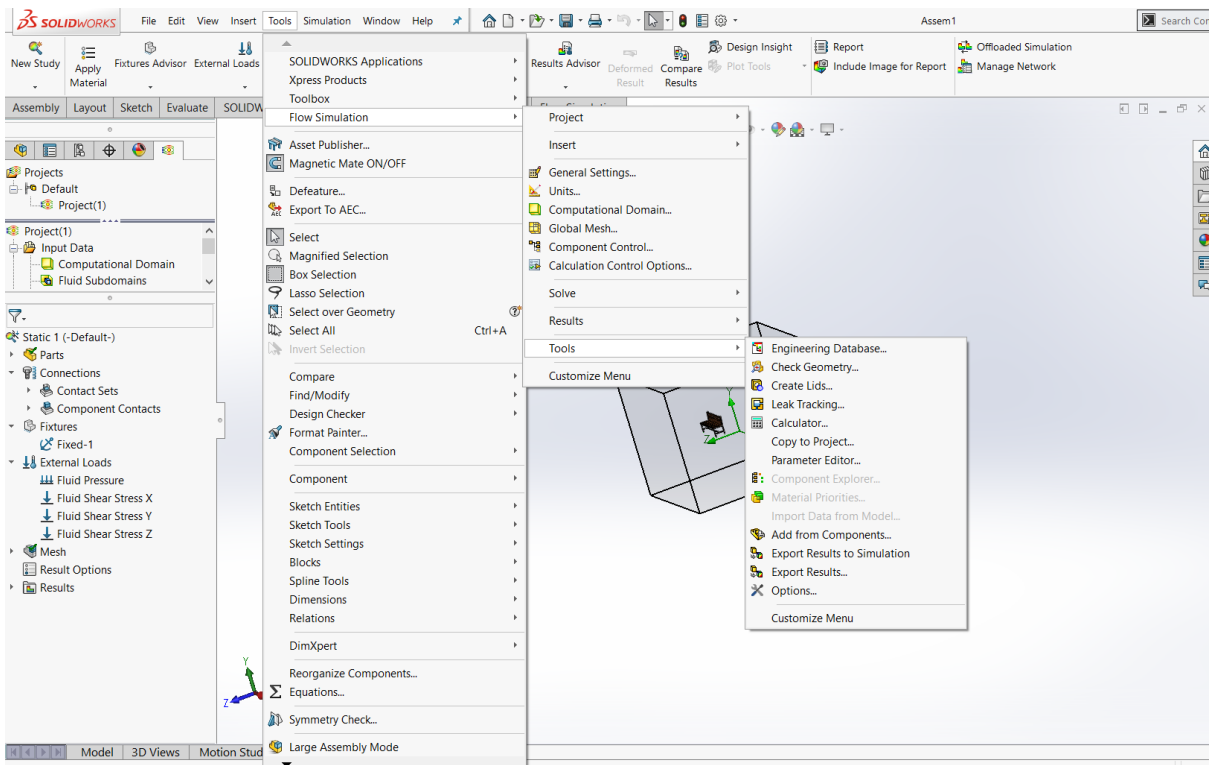 SOLIDWORKS File Edit View Insert Tools Simulation Window Help Assem1 Search Con
New Study
Apply Material
Fixtures Advisor
External Loads
Results Advisor
Deformed Result
Compare Results
Design Insight
Plot Tools
Report
Include Image for Report
Offloaded Simulation
Manage Network
Assembly Layout Sketch Evaluate SOLIDW
Projects
Default
Project(1)
Project(1)
Input Data
Computational Domain
Fluid Subdomains
Static 1 (-Default-)
Parts
Connections
Contact Sets
Component Contacts
Fixtures
Fixed-1
External Loads
Fluid Pressure
Fluid Shear Stress X
Fluid Shear Stress Y
Fluid Shear Stress Z
Mesh
Result Options
Results
SOLIDWORKS Applications
Xpress Products
Toolbox
Flow Simulation
Asset Publisher...
Magnetic Mate ON/OFF
Defeature...
Export To AEC...
Select
Magnified Selection
Box Selection
Lasso Selection
Select over Geometry
Select All Ctrl+A
Invert Selection
Compare
Find/Modify
Design Checker
Format Painter...
Component Selection
Component
Sketch Entities
Sketch Tools
Sketch Settings
Blocks
Spline Tools
Dimensions
Relations
DimXpert
Reorganize Components...
Equations...
Symmetry Check...
Large Assembly Mode
Project
Insert
General Settings...
Units...
Computational Domain...
Global Mesh...
Component Control...
Calculation Control Options...
Solve
Results
Tools
Customize Menu
Engineering Database...
Check Geometry...
Create Lids...
Leak Tracking...
Calculator...
Copy to Project...
Parameter Editor...
Component Explorer...
Material Priorities...
Import Data from Model...
Add from Components...
Export Results to Simulation
Export Results...
Options...
Customize Menu
Y
Z
Y
Z
Model 3D Views Motion Stud